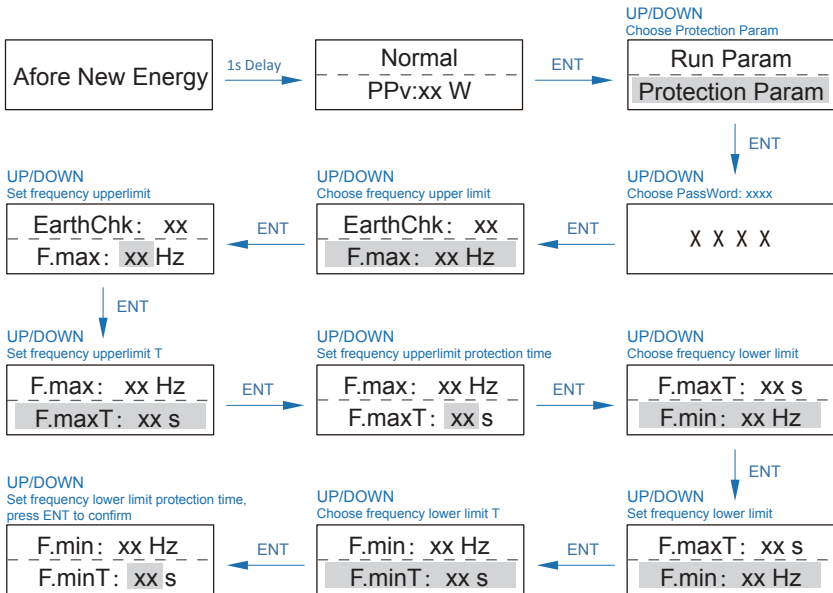 UP/DOWN
Choose Protection Param
Afore New Energy
1s Delay
Normal
PPv:xx W
ENT
Run Param
Protection Param
ENT
UP/DOWN
Set frequency upperlimit
EarthChk: xx
F.max: xx Hz
ENT
UP/DOWN
Choose frequency upper limit
EarthChk: xx
F.max: xx Hz
ENT
UP/DOWN
Choose PassWord: xxxx
X X X X
ENT
UP/DOWN
Set frequency upperlimit T
F.max: xx Hz
F.maxT: xx s
ENT
UP/DOWN
Set frequency upperlimit protection time
F.max: xx Hz
F.maxT: xx s
ENT
UP/DOWN
Choose frequency lower limit
F.maxT: xx s
F.min: xx Hz
ENT
UP/DOWN
Set frequency lower limit protection time,
press ENT to confirm
F.min: xx Hz
F.minT: xx s
ENT
UP/DOWN
Choose frequency lower limit T
F.min: xx Hz
F.minT: xx s
ENT
UP/DOWN
Set frequency lower limit
F.maxT: xx s
F.min: xx Hz